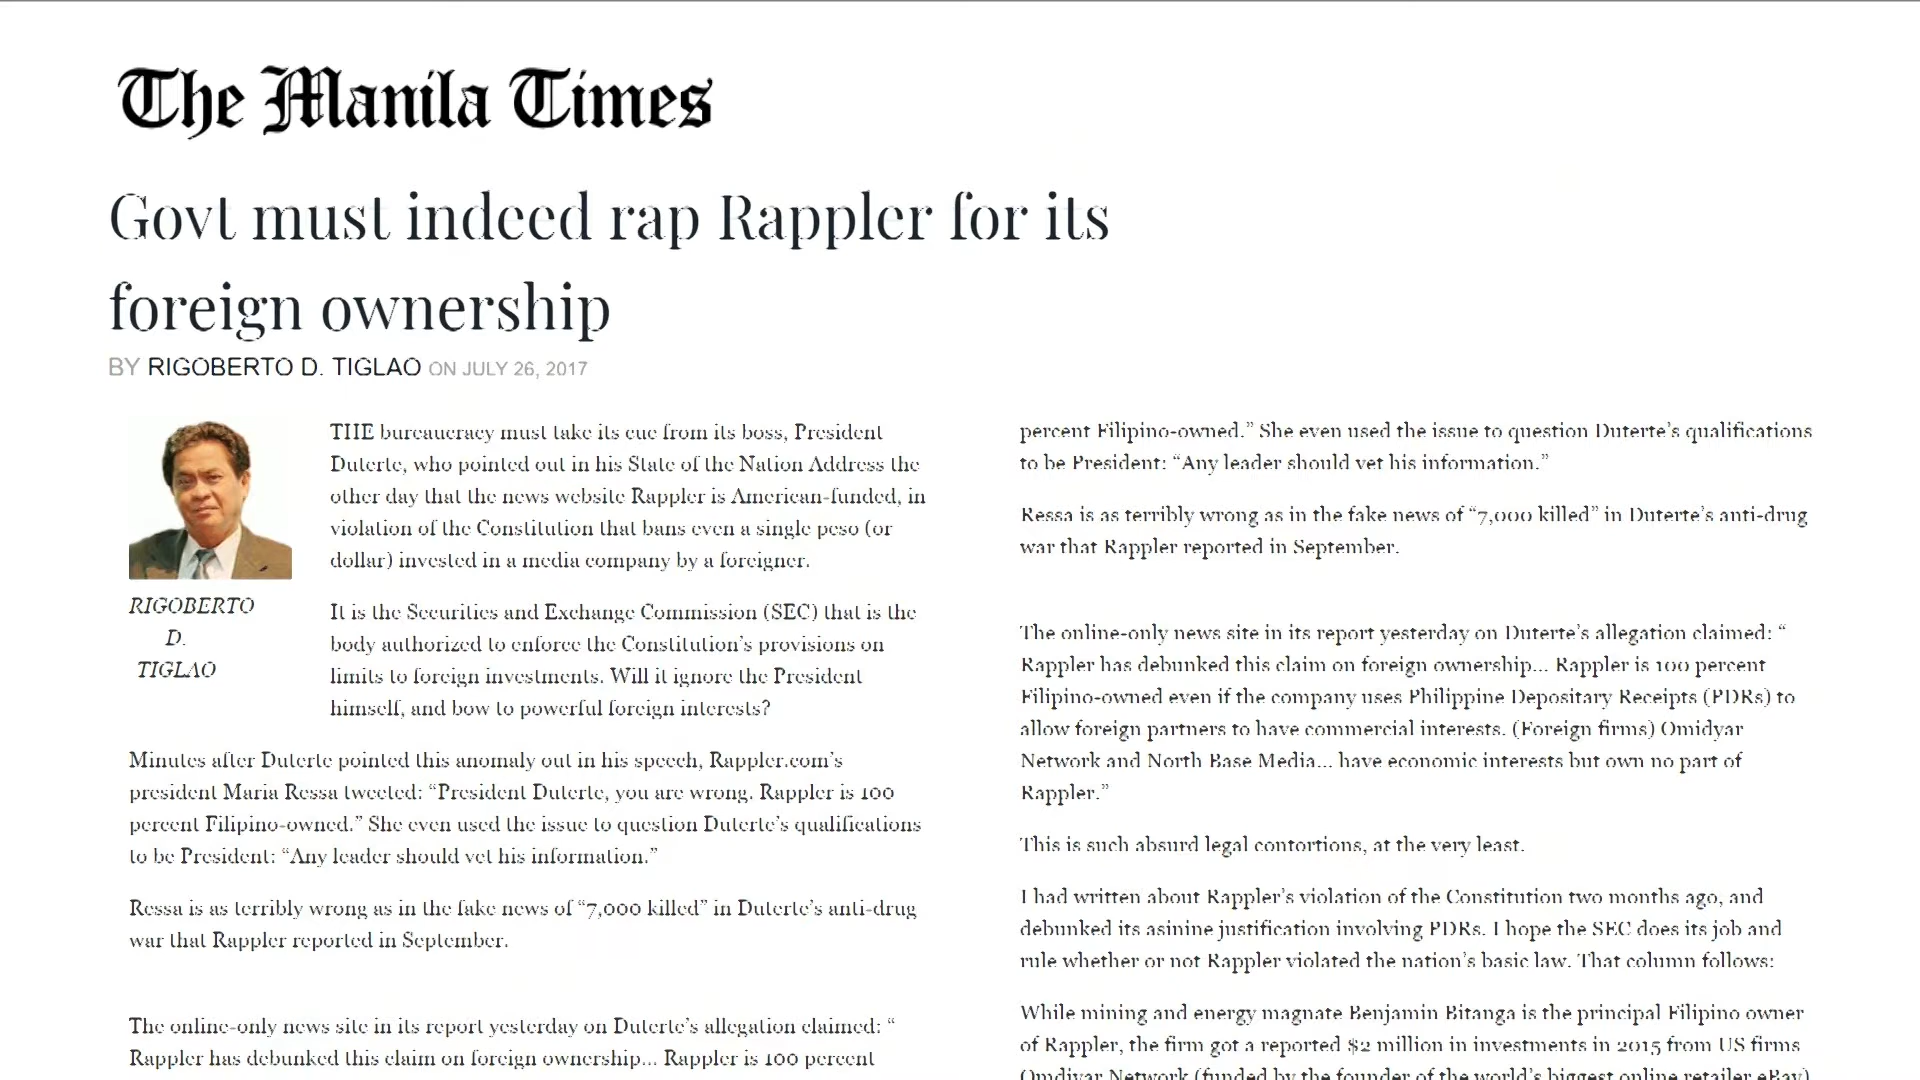 The Manila Times
Govt must indeed rap Rappler for its
foreign ownership
BY RIGOBERTO D. TIGLAO ON JULY 26, 2017
RIGOBERTO
D.
TIGLAO
THE bureaucracy must take its cue from its boss, President
Duterte, who pointed out in his State of the Nation Address the
other day that the news website Rappler is American-funded, in
violation of the Constitution that bans even a single peso (or
dollar) invested in a media company by a foreigner.
It is the Securities and Exchange Commission (SEC) that is the
body authorized to enforce the Constitution’s provisions on
limits to foreign investments. Will it ignore the President
himself, and bow to powerful foreign interests?
Minutes after Duterte pointed this anomaly out in his speech, Rappler.com’s
president Maria Ressa tweeted: “President Duterte, you are wrong. Rappler is 100
percent Filipino-owned.” She even used the issue to question Duterte’s qualifications
to be President: “Any leader should vet his information.”
Ressa is as terribly wrong as in the fake news of “7,000 killed” in Duterte’s anti-drug
war that Rappler reported in September.
The online-only news site in its report yesterday on Duterte’s allegation claimed: “
Rappler has debunked this claim on foreign ownership... Rappler is 100 percent
percent Filipino-owned.” She even used the issue to question Duterte’s qualifications
to be President: “Any leader should vet his information.”
Ressa is as terribly wrong as in the fake news of “7,000 killed” in Duterte’s anti-drug
war that Rappler reported in September.
The online-only news site in its report yesterday on Duterte’s allegation claimed: “
Rappler has debunked this claim on foreign ownership... Rappler is 100 percent
Filipino-owned even if the company uses Philippine Depositary Receipts (PDRs) to
allow foreign partners to have commercial interests. (Foreign firms) Omidyar
Network and North Base Media... have economic interests but own no part of
Rappler.”
This is such absurd legal contortions, at the very least.
I had written about Rappler’s violation of the Constitution two months ago, and
debunked its asinine justification involving PDRs. I hope the SEC does its job and
rule whether or not Rappler violated the nation’s basic law. That column follows:
While mining and energy magnate Benjamin Bitanga is the principal Filipino owner
of Rappler, the firm got a reported $2 million in investments in 2015 from US firms
Omdiyar Network (funded by the founder of the world’s biggest online retailer eBay)